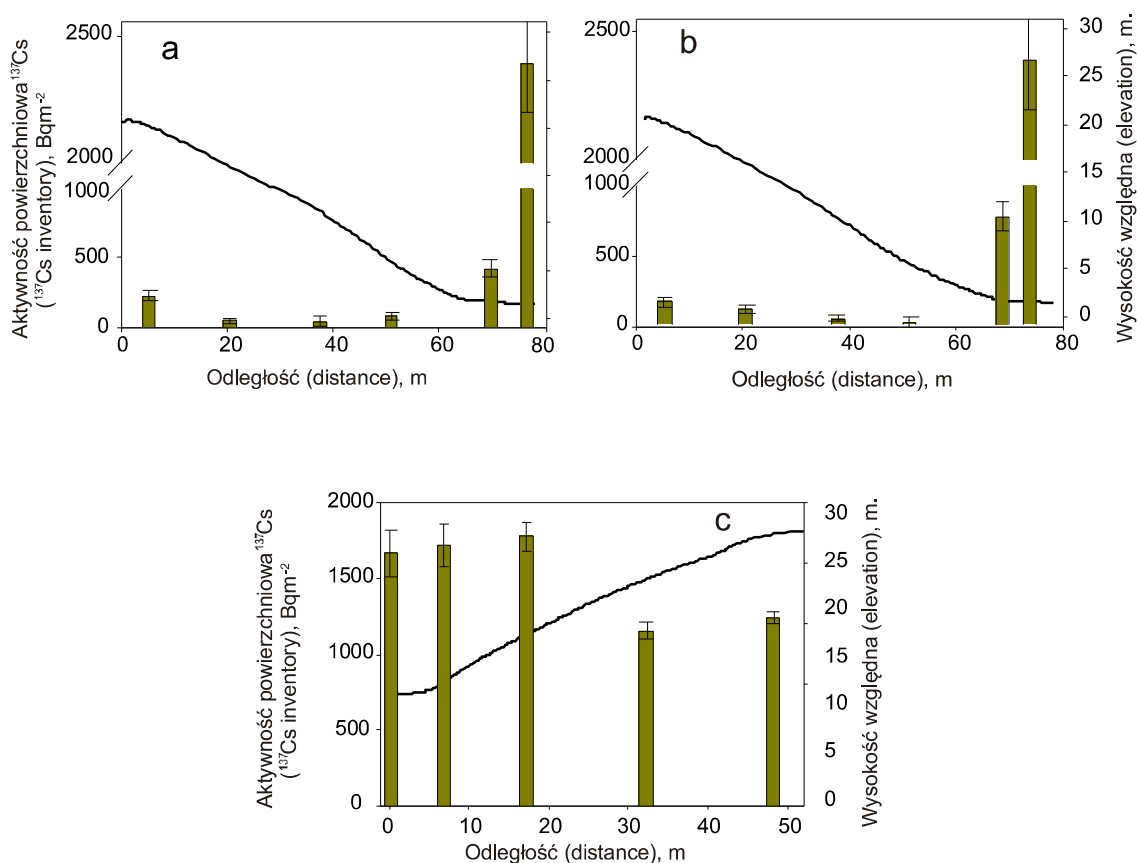 a
2500
2000
1000
500
0
Aktywność powierzchniowa ¹³⁷Cs
(¹³⁷Cs inventory), Bqm⁻²
0 20 40 60 80
Odległość (distance), m
b
2500
2000
1000
500
0
30
25
20
15
10
5
0
Wysokość względna (elevation), m.
0 20 40 60 80
Odległość (distance), m
c
2000
1500
1000
500
0
Aktywność powierzchniowa ¹³⁷Cs
(¹³⁷Cs inventory), Bqm⁻²
30
25
20
15
10
5
0
Wysokość względna (elevation), m.
0 10 20 30 40 50
Odległość (distance), m